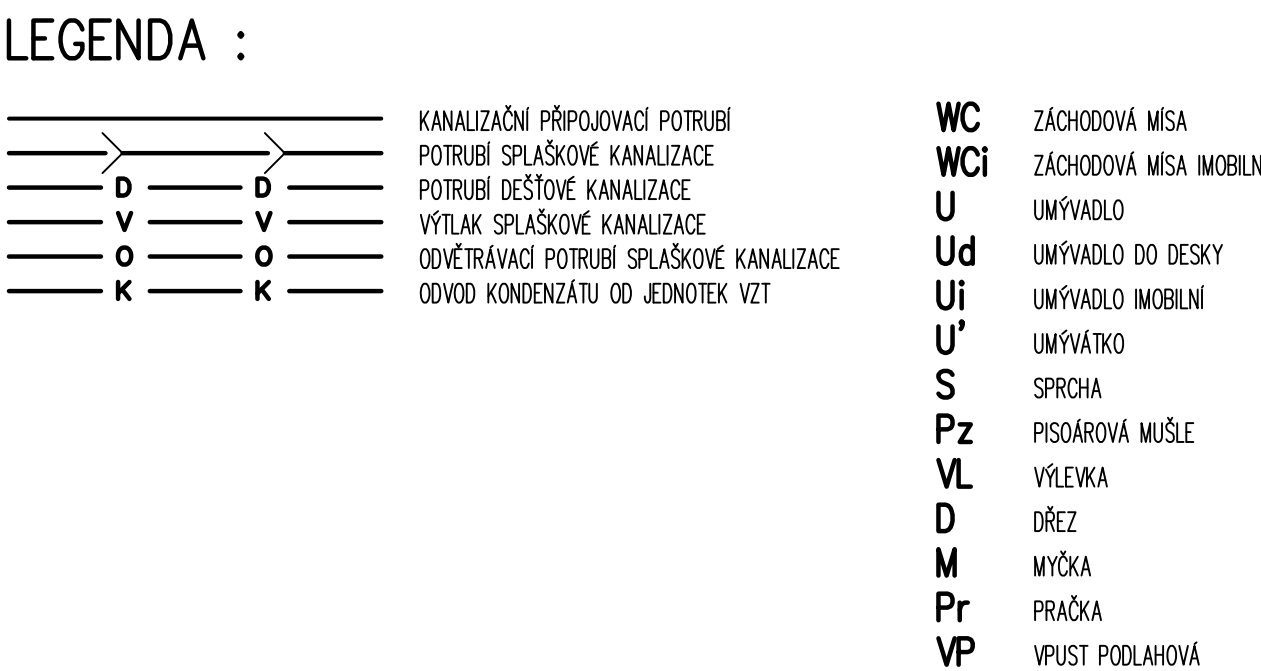 LEGENDA :
KANALIZAČNÍ PŘIPOJOVACÍ POTRUBÍ
POTRUBÍ SPLAŠKOVÉ KANALIZACE
D D POTRUBÍ DEŠŤOVÉ KANALIZACE
V V VÝTLAK SPLAŠKOVÉ KANALIZACE
O O ODVĚTRÁVACÍ POTRUBÍ SPLAŠKOVÉ KANALIZACE
K K ODVOD KONDENZÁTU OD JEDNOTEK VZT
WC ZÁCHODOVÁ MÍSA
WCi ZÁCHODOVÁ MÍSA IMOBILN
U UMÝVADLO
Ud UMÝVADLO DO DESKY
Ui UMÝVADLO IMOBILNÍ
U' UMÝVÁTKO
S SPRCHA
Pz PISOÁROVÁ MUŠLE
VL VÝLEVKA
D DŘEZ
M MYČKA
Pr PRAČKA
VP VPUST PODLAHOVÁ